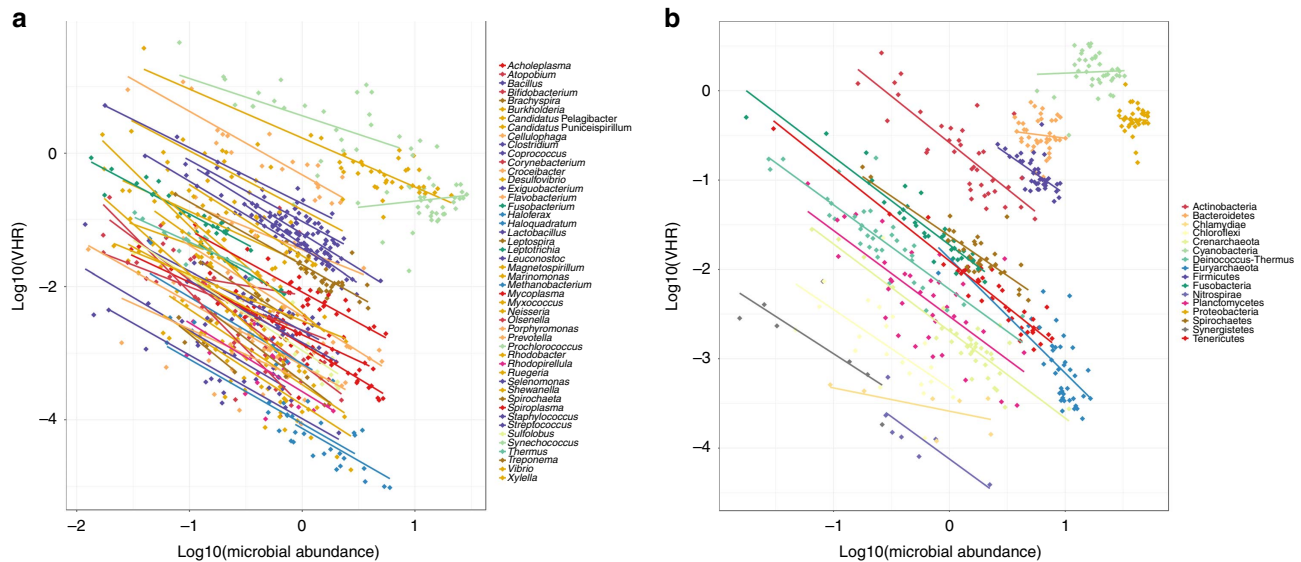 a
Log10(VHR)
0
−2
−4
−2
−1
0
1
Log10(microbial abundance)
Acholeplasma
Atopobium
Bacillus
Bifidobacterium
Brachyspira
Burkholderia
Candidatus Pelagibacter
Candidatus Puniceispirillum
Cellulophaga
Clostridium
Coprococcus
Corynebacterium
Croceibacter
Desulfovibrio
Exiguobacterium
Flavobacterium
Fusobacterium
Haloferax
Haloquadratum
Lactobacillus
Leptospira
Leptotrichia
Leuconostoc
Magnetospirillum
Marinomonas
Methanobacterium
Mycoplasma
Myxococcus
Neisseria
Olsenella
Porphyromonas
Prevotella
Prochlorococcus
Rhodobacter
Rhodopirellula
Ruegeria
Selenomonas
Shewanella
Spirochaeta
Spiroplasma
Staphylococcus
Streptococcus
Sulfolobus
Synechococcus
Thermus
Treponema
Vibrio
Xylella
b
Log10(VHR)
0
−1
−2
−3
−4
−1
0
1
Log10(microbial abundance)
Actinobacteria
Bacteroidetes
Chlamydiae
Chloroflexi
Crenarchaeota
Cyanobacteria
Deinococcus-Thermus
Euryarchaeota
Firmicutes
Fusobacteria
Nitrospirae
Planctomycetes
Proteobacteria
Spirochaetes
Synergistetes
Tenericutes